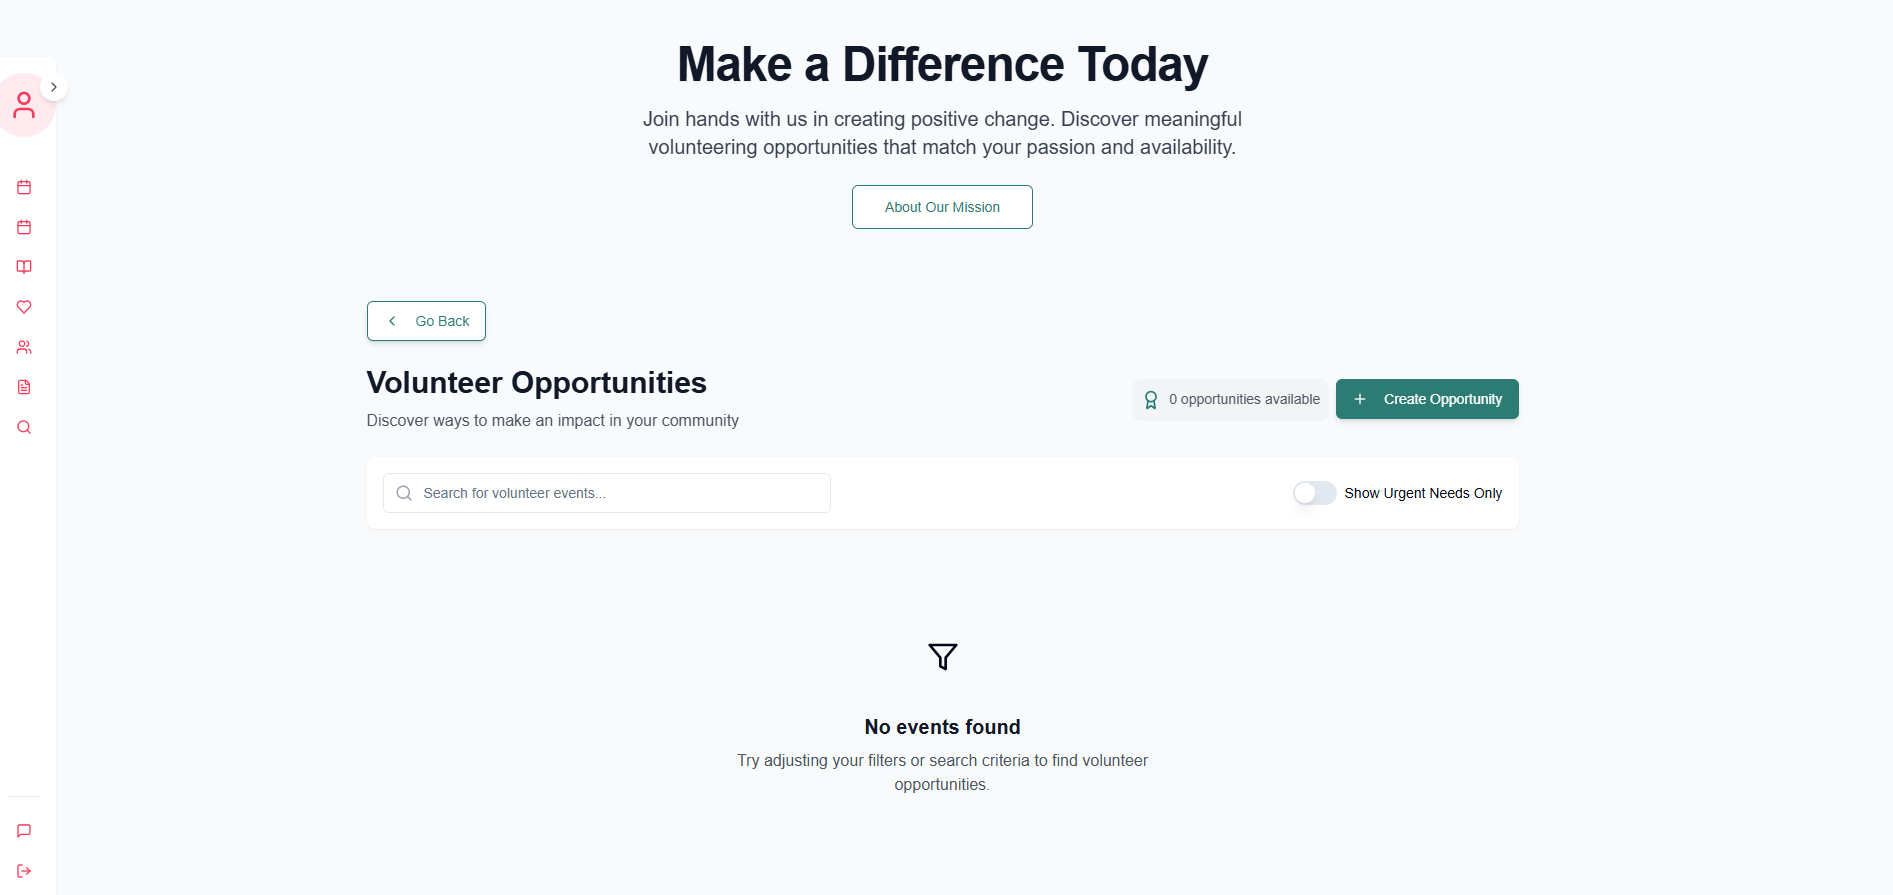 Make a Difference Today
Join hands with us in creating positive change. Discover meaningful
volunteering opportunities that match your passion and availability.
About Our Mission
Go Back
Volunteer Opportunities
Discover ways to make an impact in your community
0 opportunities available
Create Opportunity
Search for volunteer events...
Show Urgent Needs Only
No events found
Try adjusting your filters or search criteria to find volunteer
opportunities.